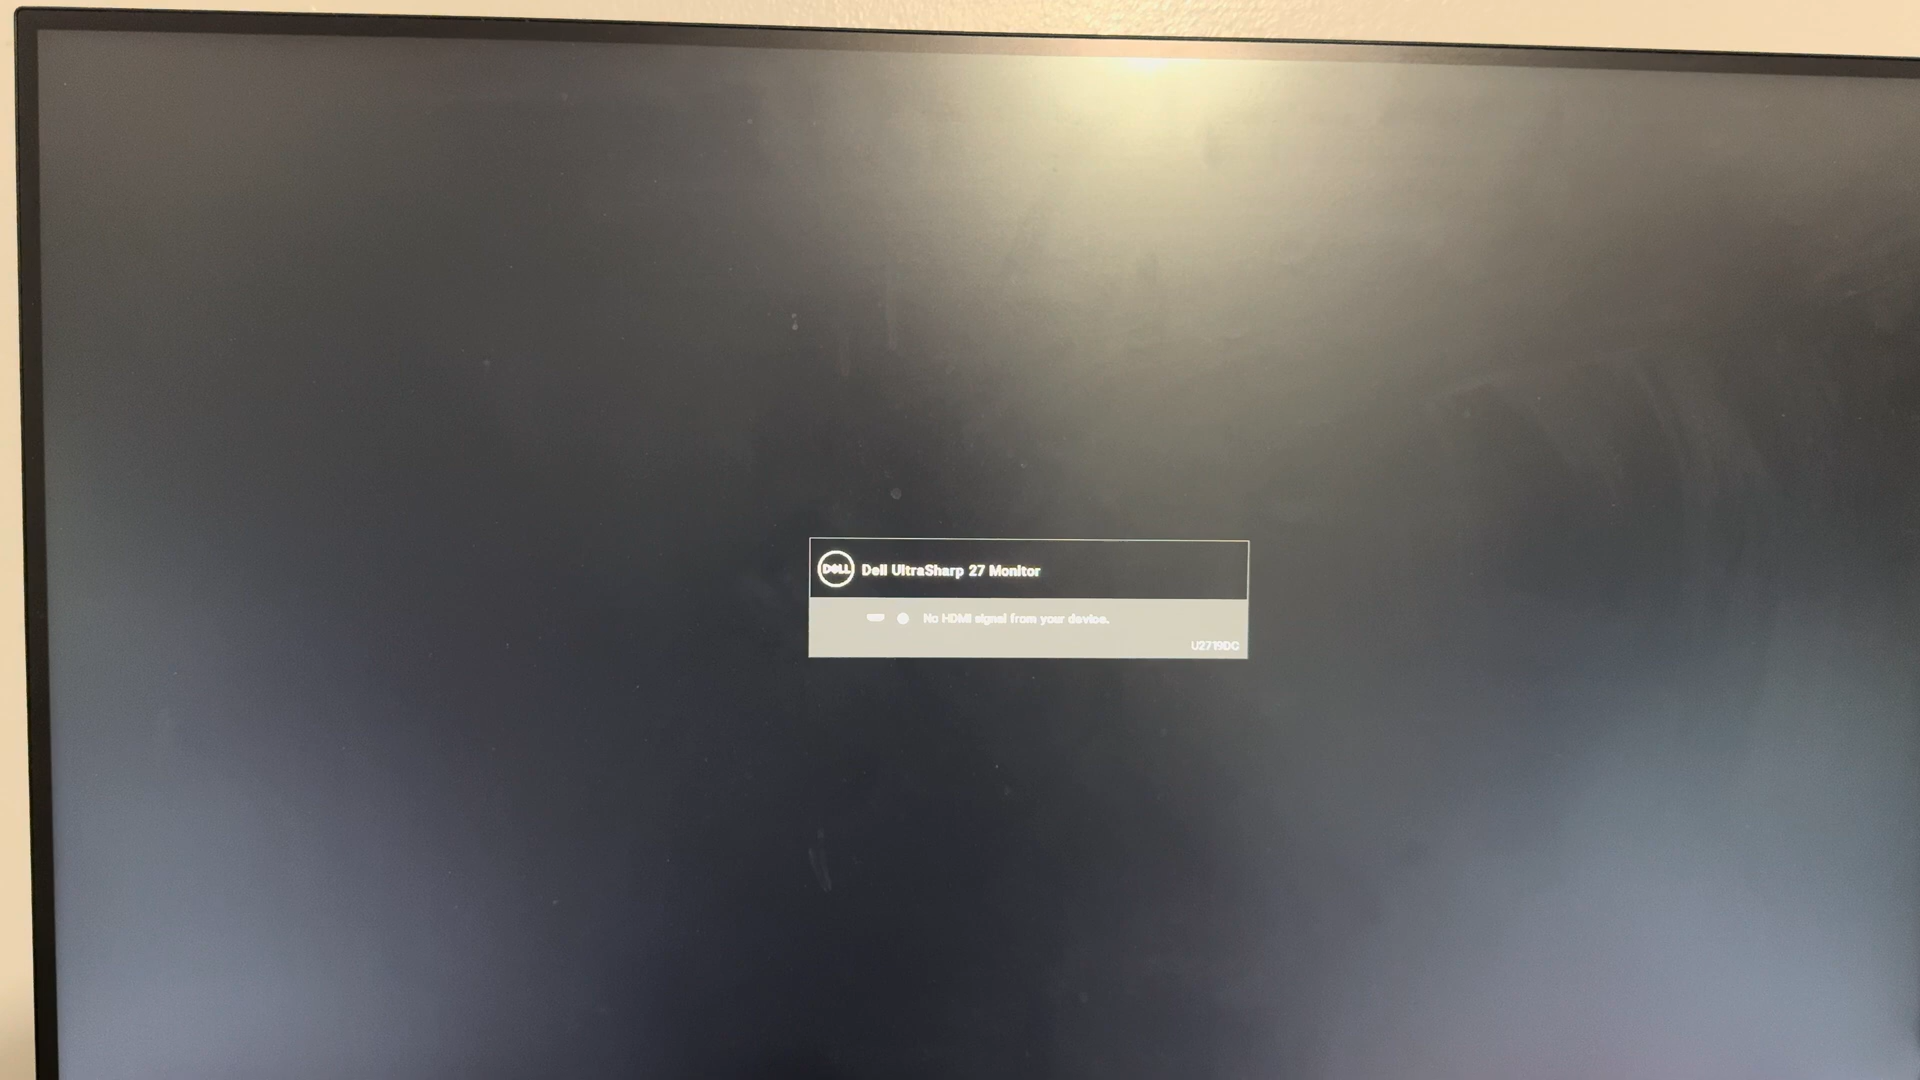 DELL Dell UltraSharp 27 Monitor
No HDMI signal from your device.
U2719DC